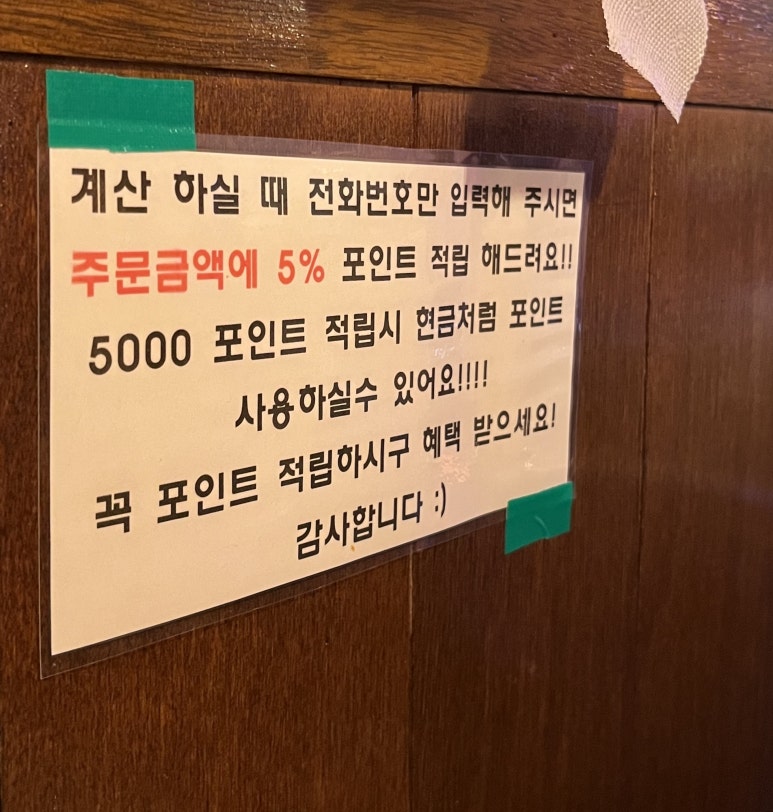 계산 하실 때 전화번호만 입력해 주시면
주문금액에 5% 포인트 적립 해드려요!!
5000 포인트 적립시 현금처럼 포인트
사용하실수 있어요!!!!
꼭 포인트 적립하시구 혜택 받으세요!
감사합니다 :)